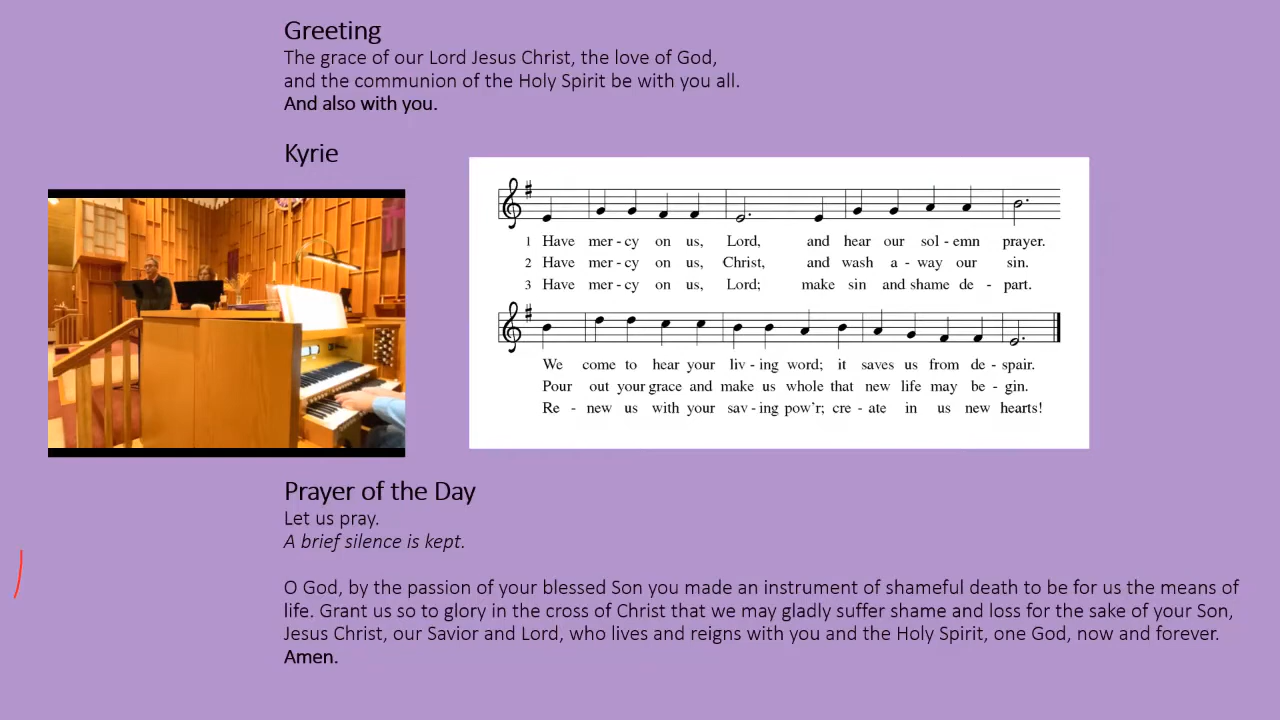 Greeting
The grace of our Lord Jesus Christ, the love of God,
and the communion of the Holy Spirit be with you all.
And also with you.
Kyrie
1 Have mer - cy on us, Lord, and hear our sol - emn prayer.
2 Have mer - cy on us, Christ, and wash a - way our sin.
3 Have mer - cy on us, Lord; make sin and shame de - part.
We come to hear your liv - ing word; it saves us from de - spair.
Pour out your grace and make us whole that new life may be - gin.
Re - new us with your sav - ing pow'r; cre - ate in us new hearts!
Prayer of the Day
Let us pray.
A brief silence is kept.
O God, by the passion of your blessed Son you made an instrument of shameful death to be for us the means of
life. Grant us so to glory in the cross of Christ that we may gladly suffer shame and loss for the sake of your Son,
Jesus Christ, our Savior and Lord, who lives and reigns with you and the Holy Spirit, one God, now and forever.
Amen.